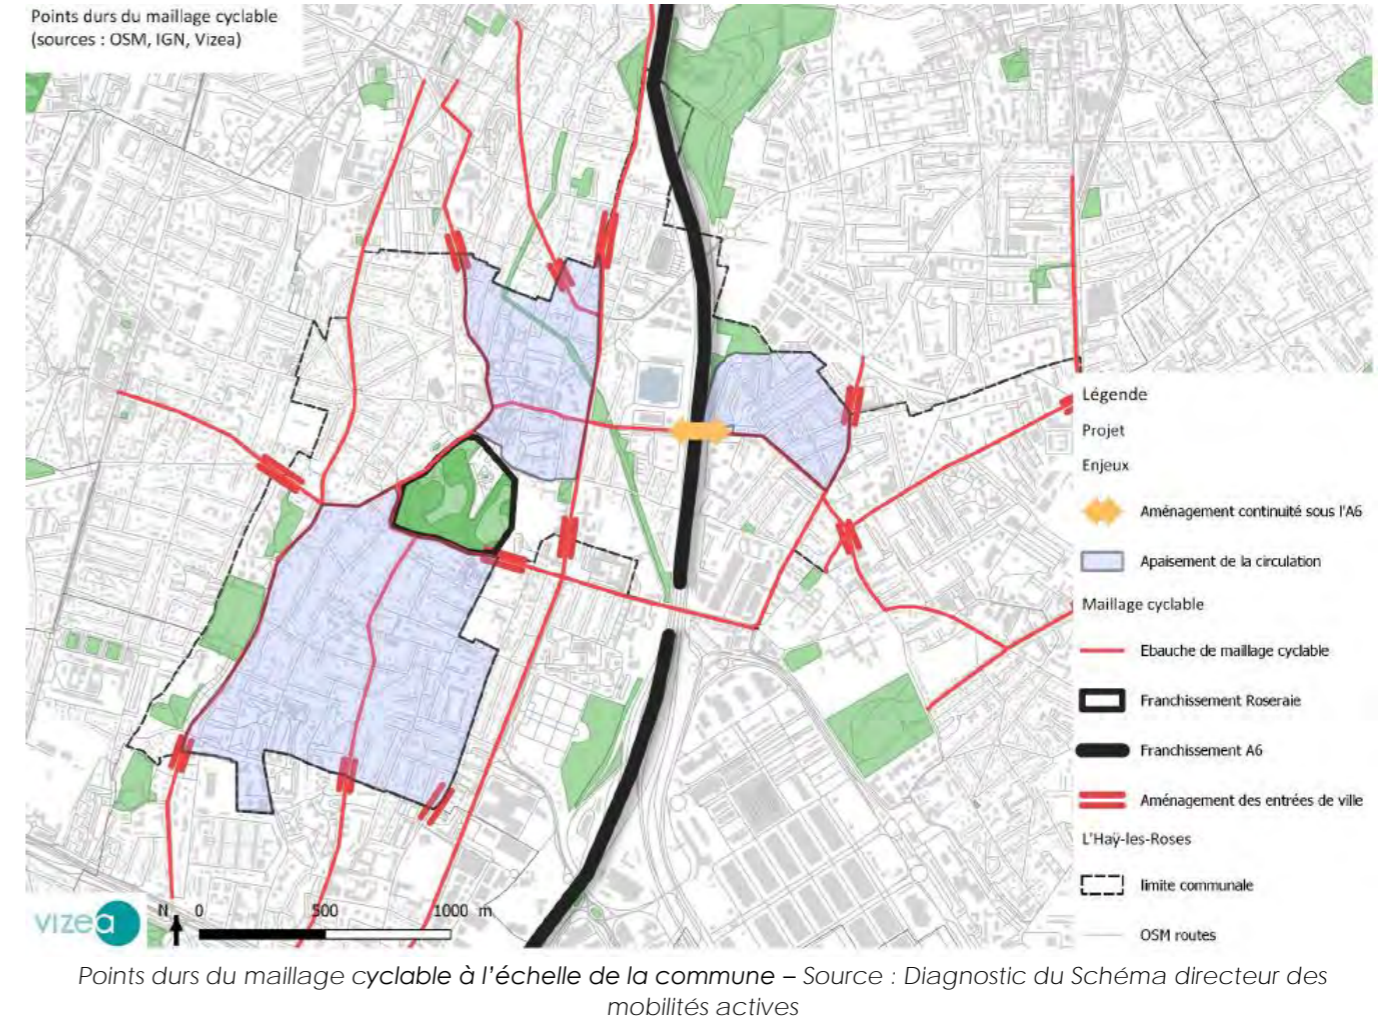 Points durs du maillage cyclable
(sources : OSM, IGN, Vizea)
Légende
Projet
Enjeux
Aménagement continuité sous l'A6
Apaisement de la circulation
Maillage cyclable
Ebauche de maillage cyclable
Franchissement Roseraie
Franchissement A6
Aménagement des entrées de ville
L'Haÿ-les-Roses
limite communale
OSM routes
vizea
N 0 500 1000 m
Points durs du maillage cyclable à l'échelle de la commune – Source : Diagnostic du Schéma directeur des
mobilités actives